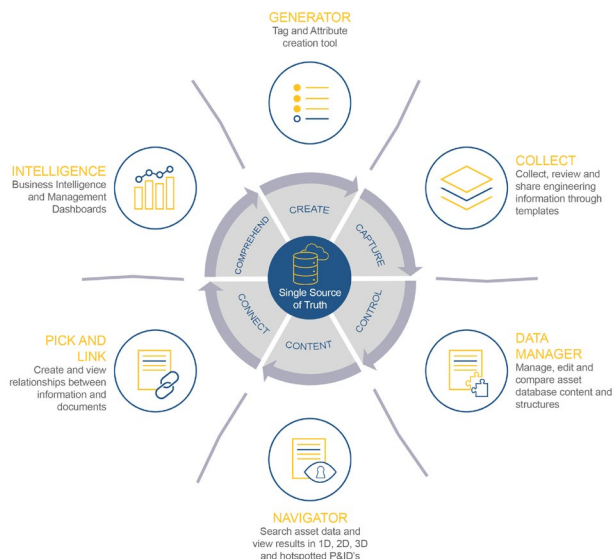 GENERATOR
Tag and Attribute
creation tool
INTELLIGENCE
Business Intelligence
and Management
Dashboards
COLLECT
Collect, review and
share engineering
information through
templates
CREATE
COMPREHEND
CAPTURE
Single Source
of Truth
CONNECT
CONTROL
CONTENT
PICK AND
LINK
Create and view
relationships between
information and
documents
DATA
MANAGER
Manage, edit and
compare asset
database content and
structures
NAVIGATOR
Search asset data and
view results in 1D, 2D, 3D
and hotspotted P&ID's